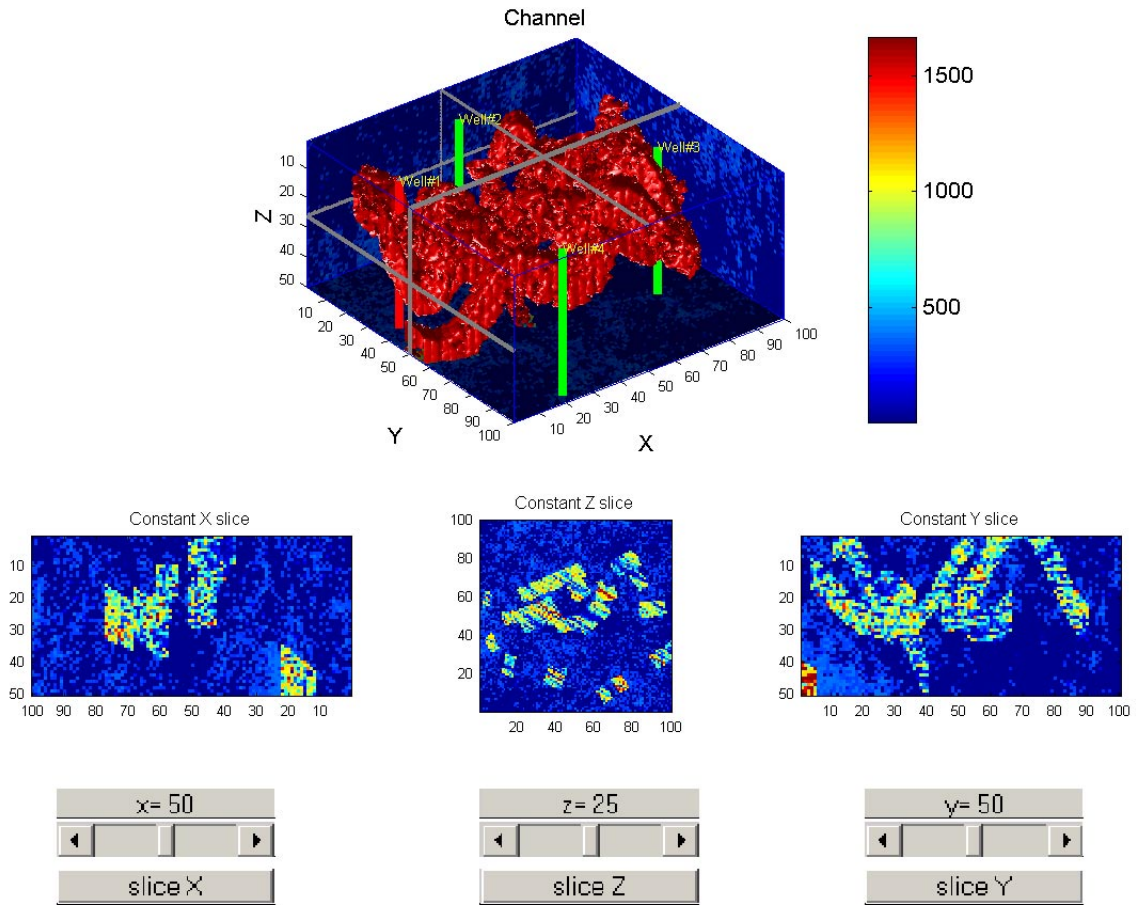 Channel
1500
1000
500
Well#2
Well#3
Well#1
Well#4
Z
10
20
30
40
50
10
20
30
40
50
60
70
80
90
100
Y
10
20
30
40
50
60
70
80
90
100
X
Constant X slice
10
20
30
40
50
100 90 80 70 60 50 40 30 20 10
Constant Z slice
100
80
60
40
20
20 40 60 80 100
Constant Y slice
10
20
30
40
50
10 20 30 40 50 60 70 80 90 100
x= 50
z= 25
y= 50
slice X
slice Z
slice Y